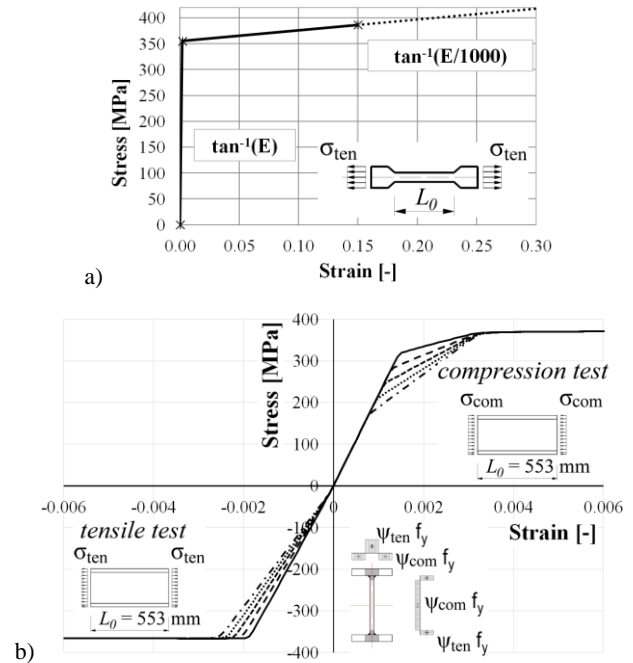 400
350
300
250
200
150
100
50
0
Stress [MPa]
tan⁻¹(E/1000)
tan⁻¹(E)
σten
σten
L0
0.00 0.05 0.10 0.15 0.20 0.25 0.30
Strain [-]
a)
400
300
200
100
0
-100
-200
-300
-400
Stress [MPa]
compression test
σcom σcom
L0 = 553 mm
-0.006 -0.004 -0.002 0 0.002 0.004 0.006
Strain [-]
tensile test
σten σten
L0 = 553 mm
ψten fy
ψcom fy
ψcom fy
ψten fy
b)